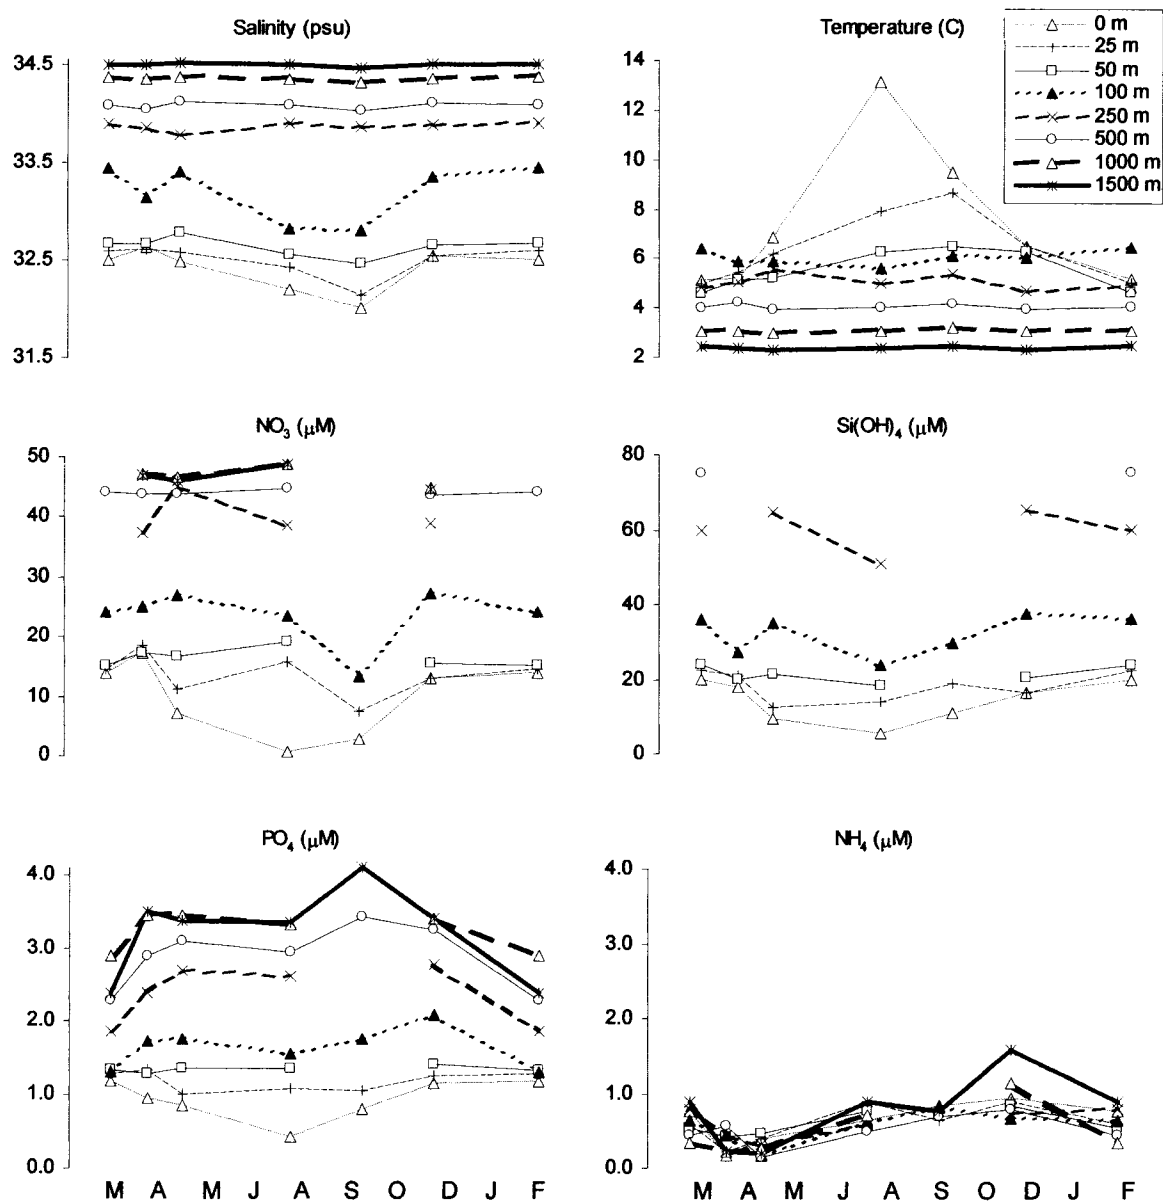 Salinity (psu)
34.5
33.5
32.5
31.5
Temperature (C)
14
12
10
8
6
4
2
0 m
25 m
50 m
100 m
250 m
500 m
1000 m
1500 m
NO₃ (μM)
50
40
30
20
10
0
Si(OH)₄ (μM)
80
60
40
20
0
PO₄ (μM)
4.0
3.0
2.0
1.0
0.0
M A M J A S O D J F
NH₄ (μM)
4.0
3.0
2.0
1.0
0.0
M A M J A S O D J F